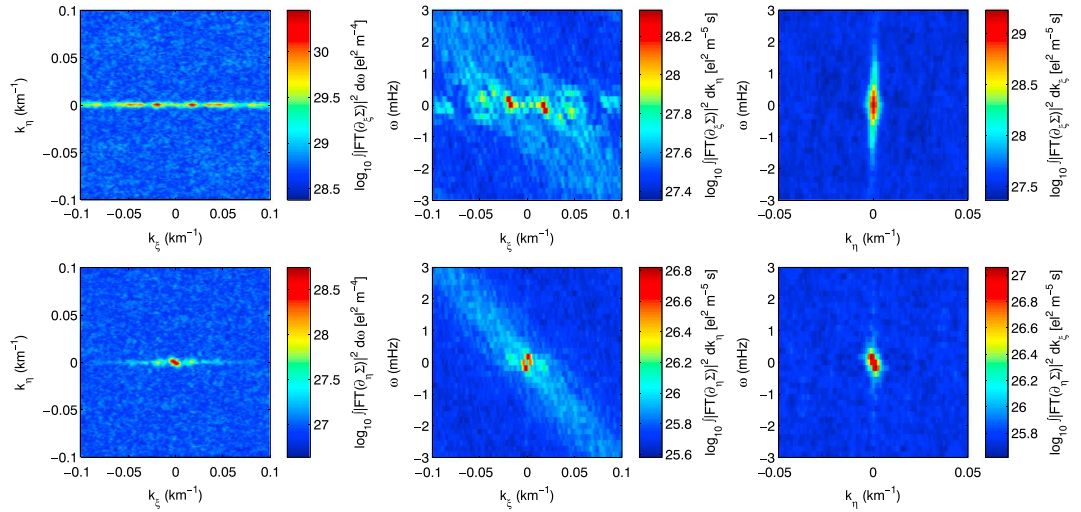 0.1
0.05
0
−0.05
−0.1
−0.1 −0.05 0 0.05 0.1
k_ξ (km⁻¹)
k_η (km⁻¹)
30
29.5
29
28.5
log₁₀ ∫|FT(∂_ξ Σ)|² dω [el² m⁻⁴]
3
2
1
0
−1
−2
−3
−0.1 −0.05 0 0.05 0.1
k_ξ (km⁻¹)
ω (mHz)
28.2
28
27.8
27.6
27.4
log₁₀ ∫|FT(∂_ξ Σ)|² dk_η [el² m⁻⁵ s]
3
2
1
0
−1
−2
−3
−0.05 0 0.05
k_η (km⁻¹)
ω (mHz)
29
28.5
28
27.5
log₁₀ ∫|FT(∂_ξ Σ)|² dk_ξ [el² m⁻⁵ s]
0.1
0.05
0
−0.05
−0.1
−0.1 −0.05 0 0.05 0.1
k_ξ (km⁻¹)
k_η (km⁻¹)
28.5
28
27.5
27
log₁₀ ∫|FT(∂_η Σ)|² dω [el² m⁻⁴]
3
2
1
0
−1
−2
−3
−0.1 −0.05 0 0.05 0.1
k_ξ (km⁻¹)
ω (mHz)
26.8
26.6
26.4
26.2
26
25.8
25.6
log₁₀ ∫|FT(∂_η Σ)|² dk_η [el² m⁻⁵ s]
3
2
1
0
−1
−2
−3
−0.05 0 0.05
k_η (km⁻¹)
ω (mHz)
27
26.8
26.6
26.4
26.2
26
25.8
log₁₀ ∫|FT(∂_η Σ)|² dk_ξ [el² m⁻⁵ s]